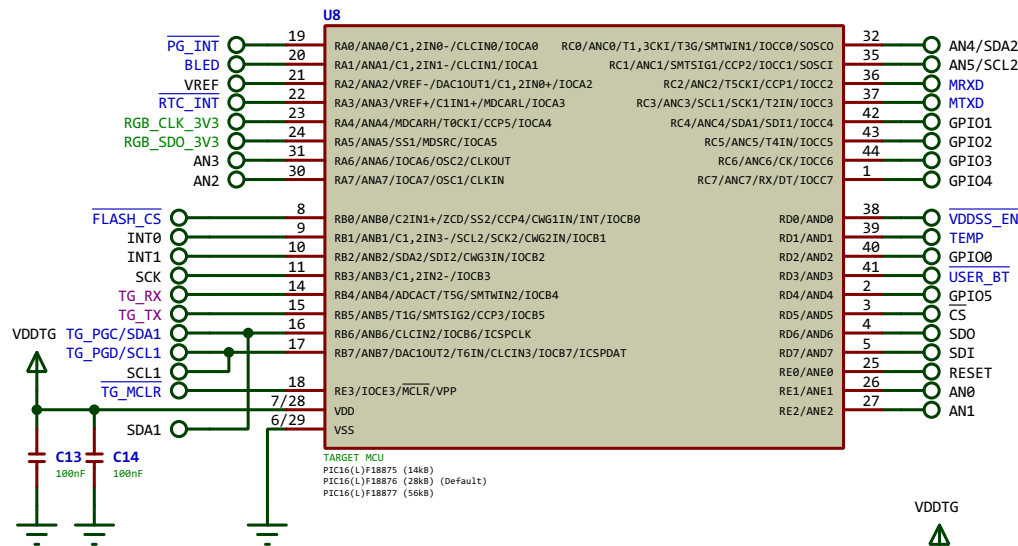 U8
PG_INT 19 RA0/ANA0/C1,2IN0-/CLCIN0/IOCA0 RC0/ANC0/T1,3CKI/T3G/SMTWIN1/IOCC0/SOSCO 32 AN4/SDA2
BLED 20 RA1/ANA1/C1,2IN1-/CLCIN1/IOCA1 RC1/ANC1/SMTSIG1/CCP2/IOCC1/SOSCI 35 AN5/SCL2
VREF 21 RA2/ANA2/VREF-/DAC1OUT1/C1,2IN0+/IOCA2 RC2/ANC2/T5CKI/CCP1/IOCC2 36 MRXD
RTC_INT 22 RA3/ANA3/VREF+/C1IN1+/MDCARL/IOCA3 RC3/ANC3/SCL1/SCK1/T2IN/IOCC3 37 MTXD
RGB_CLK_3V3 23 RA4/ANA4/MDCARH/T0CKI/CCP5/IOCA4 RC4/ANC4/SDA1/SDI1/IOCC4 42 GPIO1
RGB_SDO_3V3 24 RA5/ANA5/SS1/MDSRC/IOCA5 RC5/ANC5/T4IN/IOCC5 43 GPIO2
AN3 31 RA6/ANA6/IOCA6/OSC2/CLKOUT RC6/ANC6/CK/IOCC6 44 GPIO3
AN2 30 RA7/ANA7/IOCA7/OSC1/CLKIN RC7/ANC7/RX/DT/IOCC7 1 GPIO4
FLASH_CS 8 RB0/ANB0/C2IN1+/ZCD/SS2/CCP4/CWG1IN/INT/IOCB0 RD0/AND0 38 VDDSS_EN
INT0 9 RB1/ANB1/C1,2IN3-/SCL2/SCK2/CWG2IN/IOCB1 RD1/AND1 39 TEMP
INT1 10 RB2/ANB2/SDA2/SDI2/CWG3IN/IOCB2 RD2/AND2 40 GPIO0
SCK 11 RB3/ANB3/C1,2IN2-/IOCB3 RD3/AND3 41 USER_BT
TG_RX 14 RB4/ANB4/ADCACT/T5G/SMTWIN2/IOCB4 RD4/AND4 2 GPIO5
TG_TX 15 RB5/ANB5/T1G/SMTSIG2/CCP3/IOCB5 RD5/AND5 3 CS
VDDTG TG_PGC/SDA1 16 RB6/ANB6/CLCIN2/IOCB6/ICSPCLK RD6/AND6 4 SDO
TG_PGD/SCL1 17 RB7/ANB7/DAC1OUT2/T6IN/CLCIN3/IOCB7/ICSPDAT RD7/AND7 5 SDI
SCL1 RE0/ANE0 25 RESET
TG_MCLR 18 RE3/IOCE3/MCLR/VPP RE1/ANE1 26 AN0
7/28 VDD RE2/ANE2 27 AN1
SDA1 6/29 VSS
C13 C14 TARGET MCU
100nF 100nF PIC16(L)F18875 (14kB)
PIC16(L)F18876 (28kB) (Default)
PIC16(L)F18877 (56kB)
VDDTG